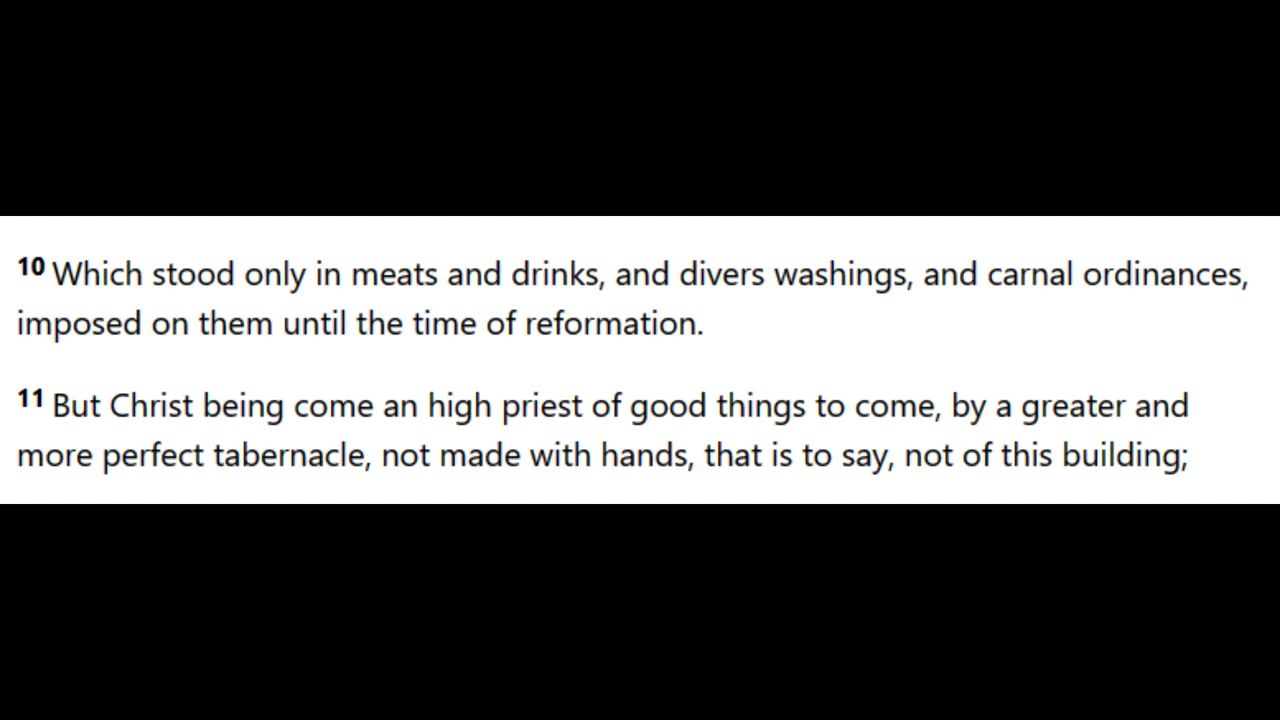 10 Which stood only in meats and drinks, and divers washings, and carnal ordinances,
imposed on them until the time of reformation.
11 But Christ being come an high priest of good things to come, by a greater and
more perfect tabernacle, not made with hands, that is to say, not of this building;